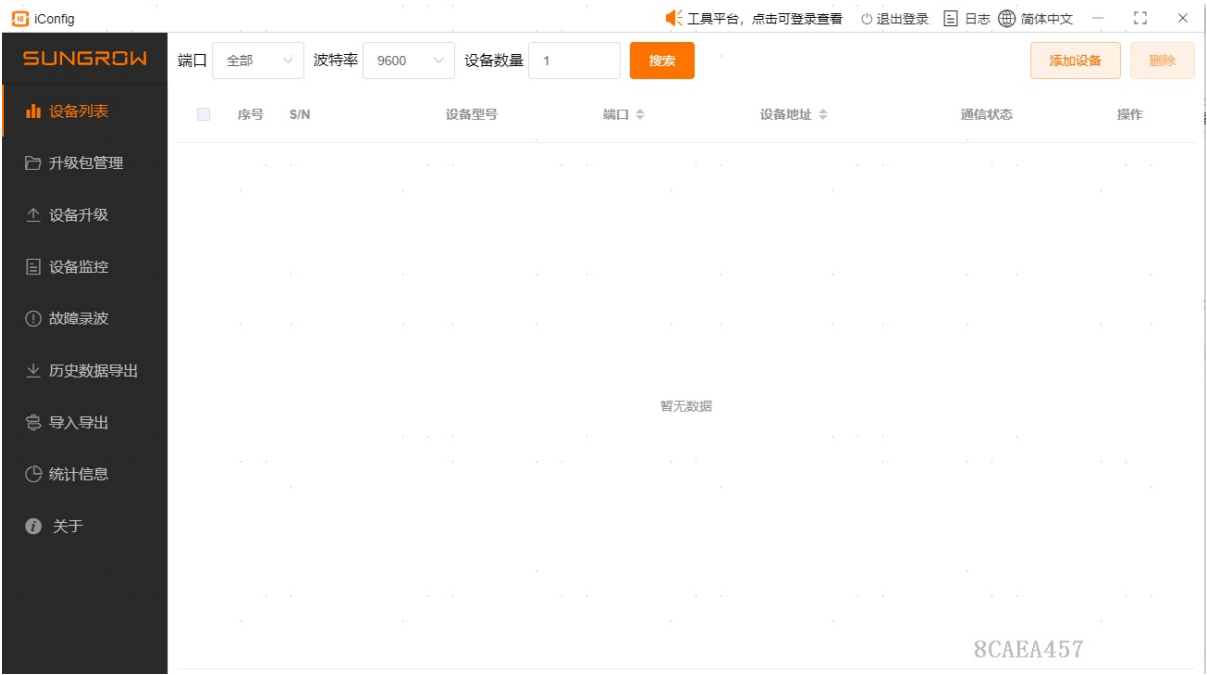 iConfig 工具平台，点击可登录查看 退出登录 日志 简体中文
SUNGROW 端口 全部 波特率 9600 设备数量 1 搜索 添加设备 删除
设备列表 序号 S/N 设备型号 端口 设备地址 通信状态 操作
升级包管理
设备升级
设备监控
故障录波
历史数据导出
暂无数据
导入导出
统计信息
关于
8CAEA457